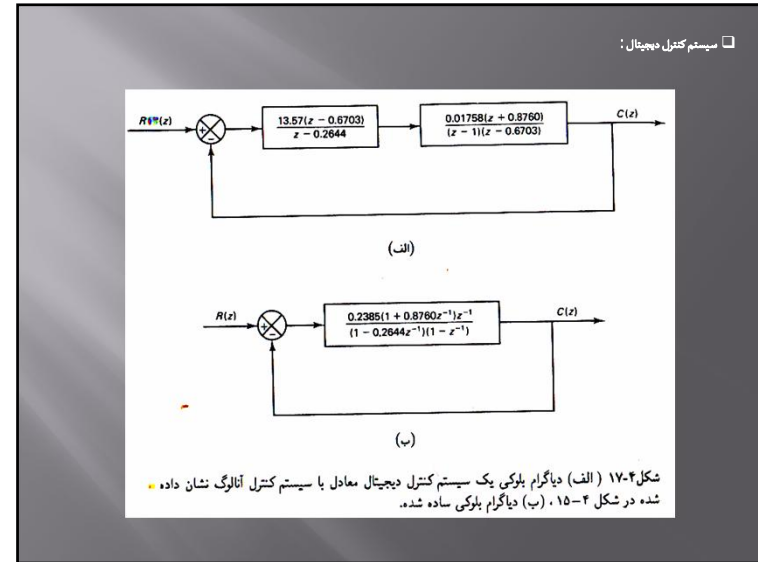 سیستم کنترل دیجیتال :
13.57(z − 0.6703)
z − 0.2644
0.01758(z + 0.8760)
(z − 1)(z − 0.6703)
C(z)
(الف)
R(z)
0.2385(1 + 0.8760z⁻¹)z⁻¹
(1 − 0.2644z⁻¹)(1 − z⁻¹)
C(z)
(ب)
شکل۴-۱۷ ( الف) دیاگرام بلوکی یک سیستم کنترل دیجیتال معادل با سیستم کنترل آنالوگ نشان داده
شده در شکل ۴-۱۵ ، (ب) دیاگرام بلوکی ساده شده.